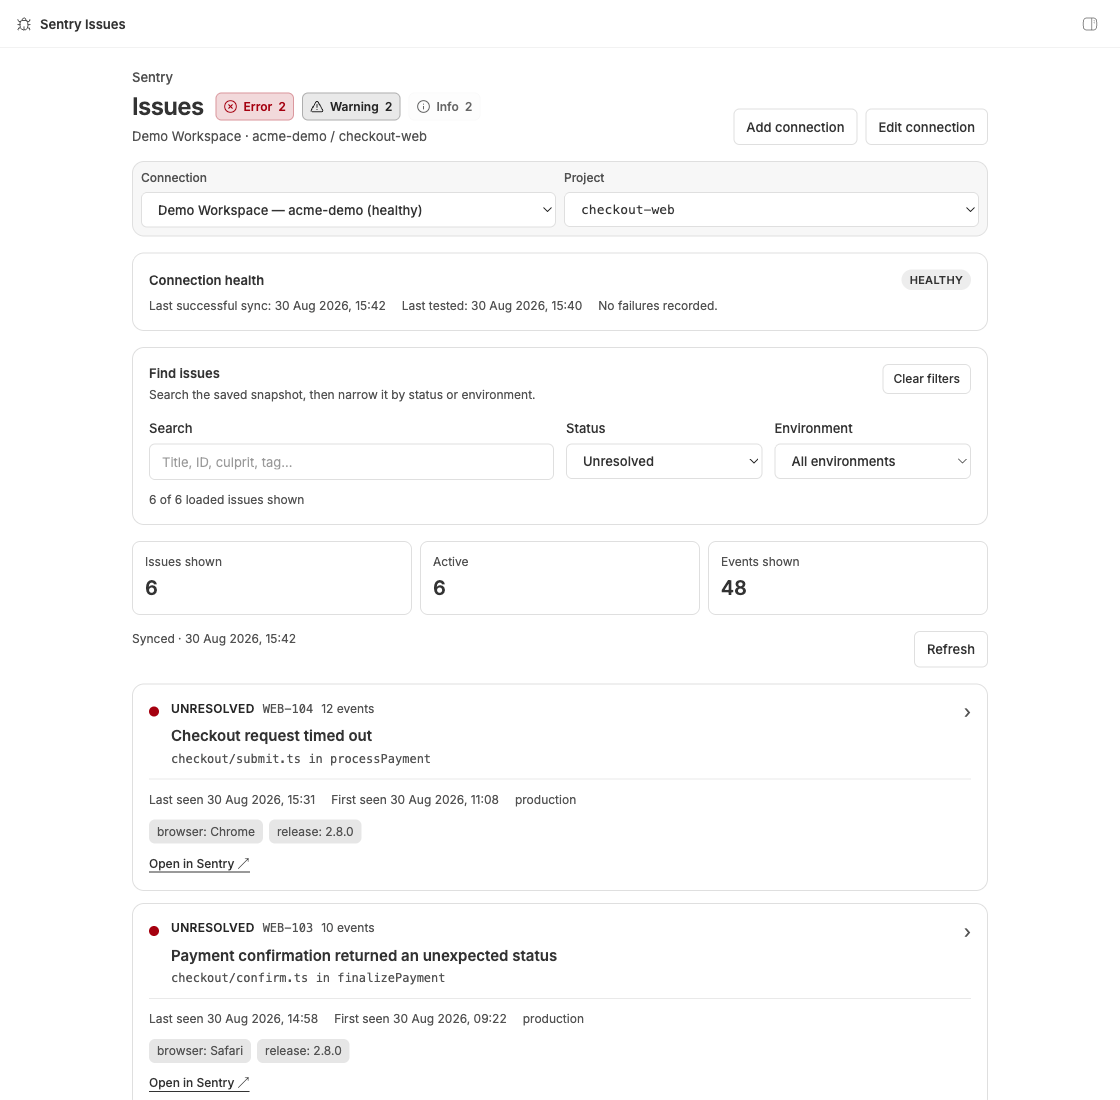 Sentry Issues
Sentry
Issues
Error 2
Warning 2
Info 2
Demo Workspace · acme-demo / checkout-web
Add connection
Edit connection
Connection
Project
Demo Workspace — acme-demo (healthy)
checkout-web
Connection health
HEALTHY
Last successful sync: 30 Aug 2026, 15:42
Last tested: 30 Aug 2026, 15:40
No failures recorded.
Find issues
Search the saved snapshot, then narrow it by status or environment.
Clear filters
Search
Status
Environment
Title, ID, culprit, tag...
Unresolved
All environments
6 of 6 loaded issues shown
Issues shown
6
Active
6
Events shown
48
Synced · 30 Aug 2026, 15:42
Refresh
UNRESOLVED WEB-104 12 events
Checkout request timed out
checkout/submit.ts in processPayment
Last seen 30 Aug 2026, 15:31
First seen 30 Aug 2026, 11:08
production
browser: Chrome
release: 2.8.0
Open in Sentry
UNRESOLVED WEB-103 10 events
Payment confirmation returned an unexpected status
checkout/confirm.ts in finalizePayment
Last seen 30 Aug 2026, 14:58
First seen 30 Aug 2026, 09:22
production
browser: Safari
release: 2.8.0
Open in Sentry